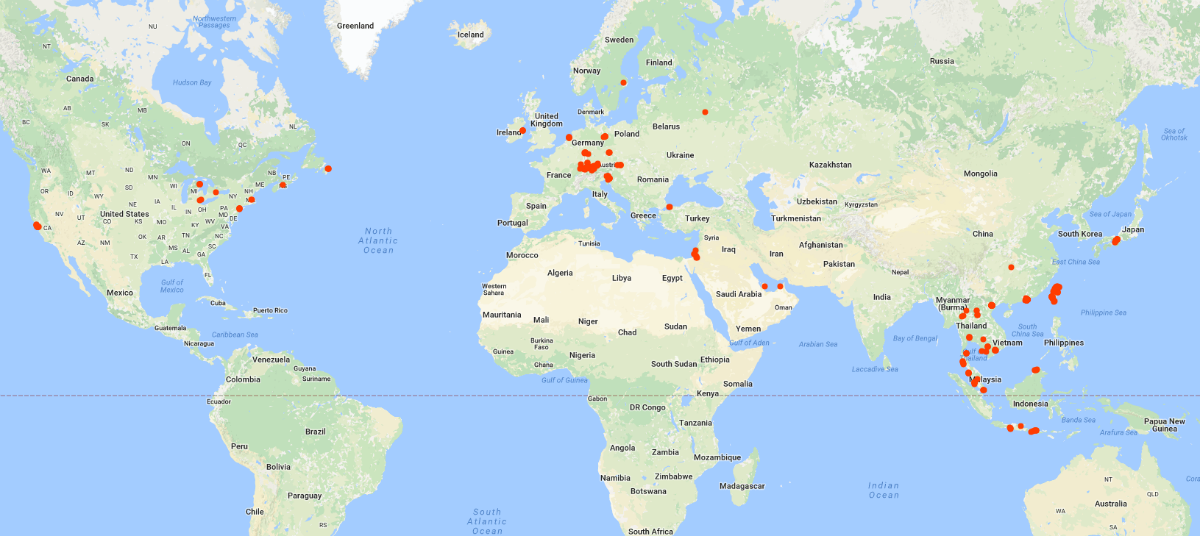 Northwestern
Passages
Greenland
NU
Iceland
Sweden
Finland
Russia
NT
Canada
Hudson Bay
Norway
AB
MB
BC
SK
NL
ON
QC
United
Kingdom
Denmark
Ireland
Belarus
Poland
Germany
Sea of
Okhotsk
Ukraine
Kazakhstan
Mongolia
France
Austria
Romania
Italy
WA
MT
ND
MN
NB
PE
OR
ID
SD
WI
MI
ME
NS
WY
NH
NE
IA
NY
NV
UT
United States
IL
IN
OH
PA
CA
CO
KS
MO
KY
WV
MD
DE
VA
AZ
NM
OK
AR
TN
NC
TX
MS
AL
SC
GA
LA
FL
Spain
Portugal
Greece
Turkey
Uzbekistan
Kyrgyzstan
Turkmenistan
Sea of Japan
China
South Korea
Japan
North
Atlantic
Ocean
Tunisia
Morocco
Syria
Iraq
Iran
Afghanistan
Pakistan
Nepal
East China Sea
Algeria
Libya
Egypt
Western
Sahara
Saudi Arabia
India
Myanmar
(Burma)
Gulf of
Mexico
Mexico
Cuba
Puerto Rico
Mauritania
Mali
Niger
Chad
Sudan
Oman
Yemen
Thailand
Philippine Sea
Guatemala
Caribbean Sea
Nicaragua
Burkina
Faso
Guinea
Ghana
Nigeria
South Sudan
Ethiopia
Gulf of Aden
Arabian Sea
Bay of Bengal
Laccadive Sea
South
China Sea
Vietnam
Gulf of
Thailand
Philippines
Venezuela
Guyana
Colombia
Suriname
Gulf of Guinea
Somalia
Malaysia
Ecuador
Gabon
Kenya
DR Congo
Indonesia
Tanzania
Banda Sea
Arafura Sea
Papua New
Guinea
Brazil
Peru
Angola
Zambia
Mozambique
Bolivia
Namibia
Zimbabwe
Botswana
Madagascar
Paraguay
Chile
RS
South
Atlantic
Ocean
South Africa
Indian
Ocean
NT
QLD
Australia
WA
SA
Cora